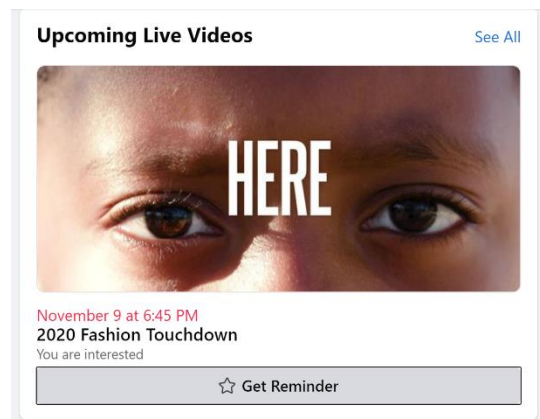 Upcoming Live Videos
See All
HERE
November 9 at 6:45 PM
2020 Fashion Touchdown
You are interested
Get Reminder